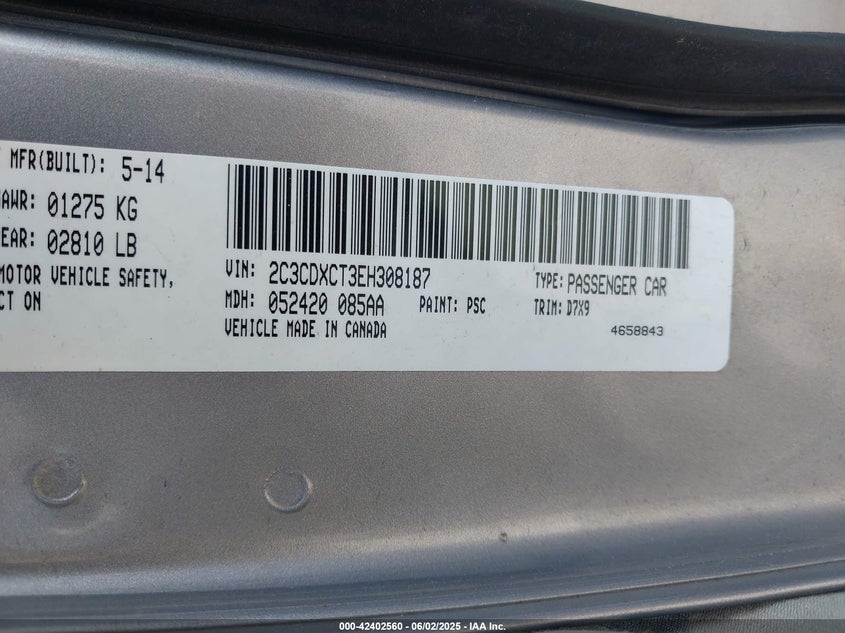 MFR(BUILT): 5-14
AWR: 01275 KG
EAR: 02810 LB
MOTOR VEHICLE SAFETY,
CT ON
VIN: 2C3CDXCT3EH308187
TYPE: PASSENGER CAR
MDH: 052420 085AA PAINT: PSC TRIM: D7X9
VEHICLE MADE IN CANADA
4658843
000-42402560 - 06/02/2025 - IAA Inc.